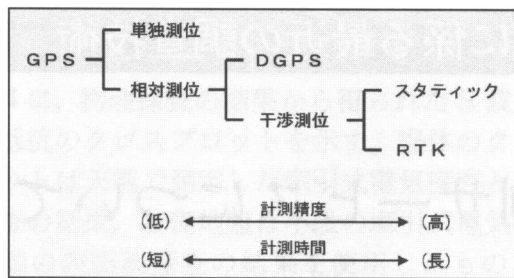 単独測位
GPS
相対測位
DGPS
干渉測位
スタティック
RTK
計測精度
(低) (高)
計測時間
(短) (長)